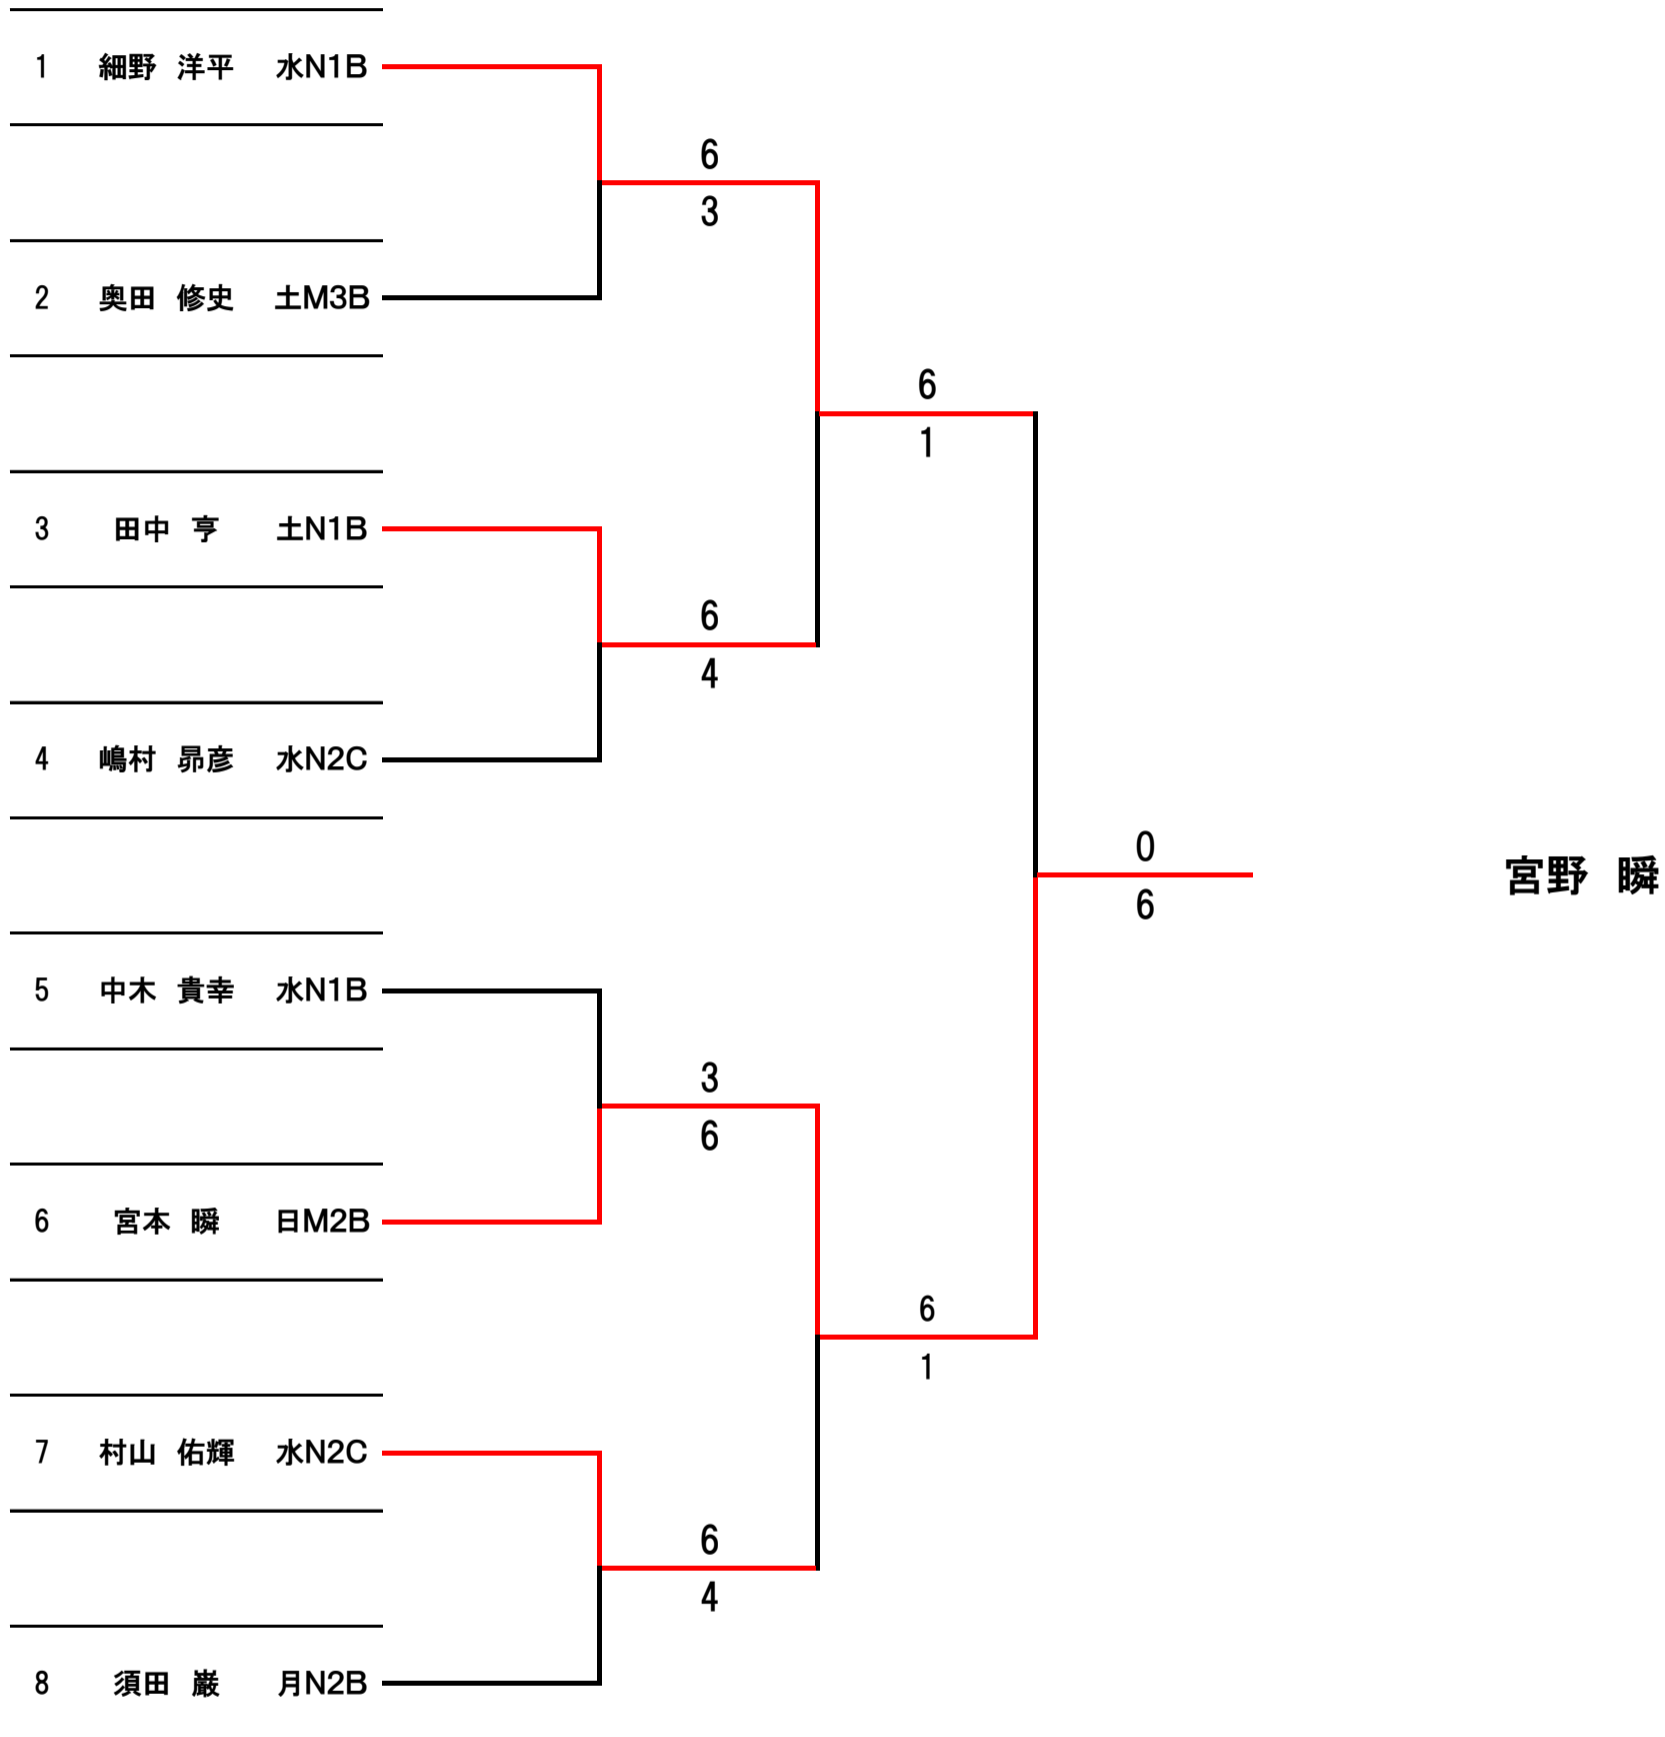 1 細野 洋平 水N1B
6
3
2 奥田 修史 土M3B
6
1
3 田中 亨 土N1B
6
4
4 嶋村 昴彦 水N2C
0
宮野 瞬
6
5 中木 貴幸 水N1B
3
6
6 宮本 瞬 日M2B
6
1
7 村山 佑輝 水N2C
6
4
8 須田 巌 月N2B